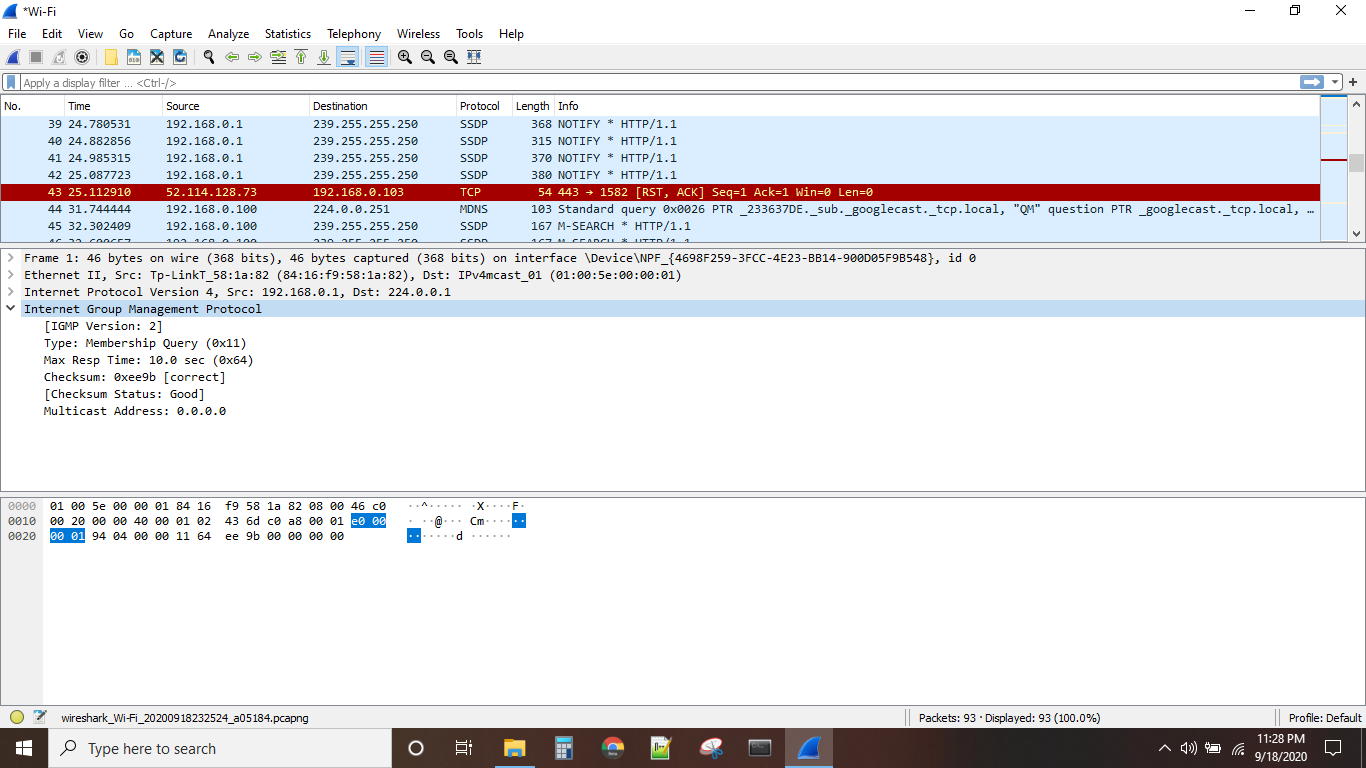 *Wi-Fi
File Edit View Go Capture Analyze Statistics Telephony Wireless Tools Help
Apply a display filter ... <Ctrl-/>
No. Time Source Destination Protocol Length Info
39 24.780531 192.168.0.1 239.255.255.250 SSDP 368 NOTIFY * HTTP/1.1
40 24.882856 192.168.0.1 239.255.255.250 SSDP 315 NOTIFY * HTTP/1.1
41 24.985315 192.168.0.1 239.255.255.250 SSDP 370 NOTIFY * HTTP/1.1
42 25.087723 192.168.0.1 239.255.255.250 SSDP 380 NOTIFY * HTTP/1.1
43 25.112910 52.114.128.73 192.168.0.103 TCP 54 443 → 1582 [RST, ACK] Seq=1 Ack=1 Win=0 Len=0
44 31.744444 192.168.0.100 224.0.0.251 MDNS 103 Standard query 0x0026 PTR _233637DE._sub._googlecast._tcp.local, "QM" question PTR _googlecast._tcp.local, …
45 32.302409 192.168.0.100 239.255.255.250 SSDP 167 M-SEARCH * HTTP/1.1
Frame 1: 46 bytes on wire (368 bits), 46 bytes captured (368 bits) on interface \Device\NPF_{4698F259-3FCC-4E23-BB14-900D05F9B548}, id 0
Ethernet II, Src: Tp-LinkT_58:1a:82 (84:16:f9:58:1a:82), Dst: IPv4mcast_01 (01:00:5e:00:00:01)
Internet Protocol Version 4, Src: 192.168.0.1, Dst: 224.0.0.1
Internet Group Management Protocol
[IGMP Version: 2]
Type: Membership Query (0x11)
Max Resp Time: 10.0 sec (0x64)
Checksum: 0xee9b [correct]
[Checksum Status: Good]
Multicast Address: 0.0.0.0
0000 01 00 5e 00 00 01 84 16 f9 58 1a 82 08 00 46 c0 ··^····· ·X····F·
0010 00 20 00 00 40 00 01 02 43 6d c0 a8 00 01 e0 00 · ··@··· Cm······
0020 00 01 94 04 00 00 11 64 ee 9b 00 00 00 00 ·······d ······
wireshark_Wi-Fi_20200918232524_a05184.pcapng Packets: 93 · Displayed: 93 (100.0%) Profile: Default
Type here to search
11:28 PM
9/18/2020